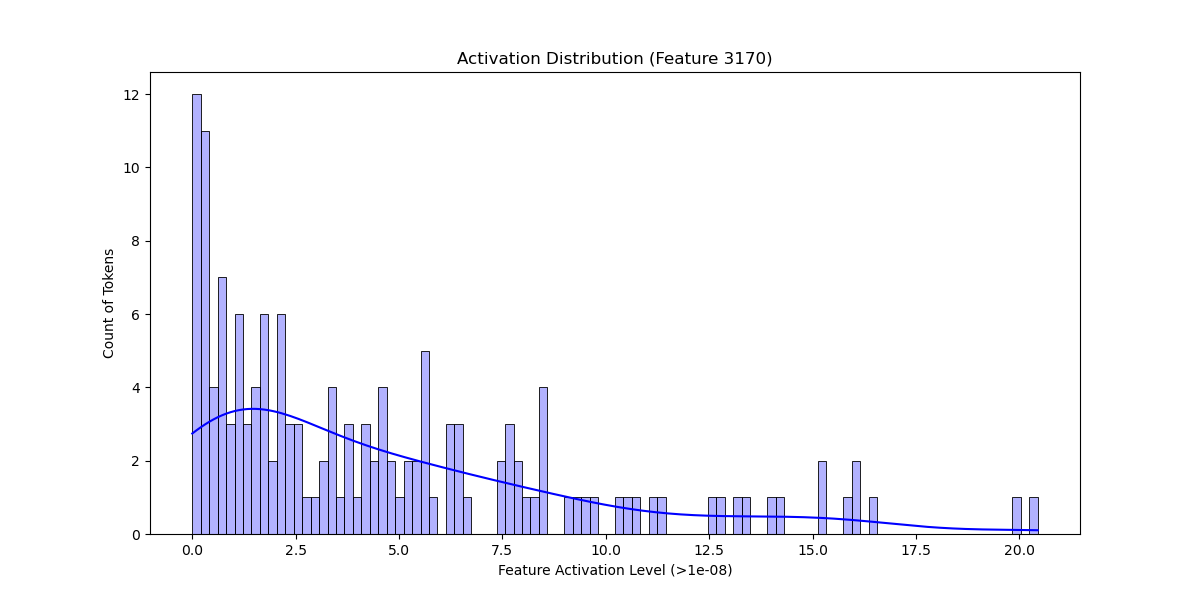 Activation Distribution (Feature 3170)
12
10
8
6
4
2
0
Count of Tokens
0.0 2.5 5.0 7.5 10.0 12.5 15.0 17.5 20.0
Feature Activation Level (>1e-08)